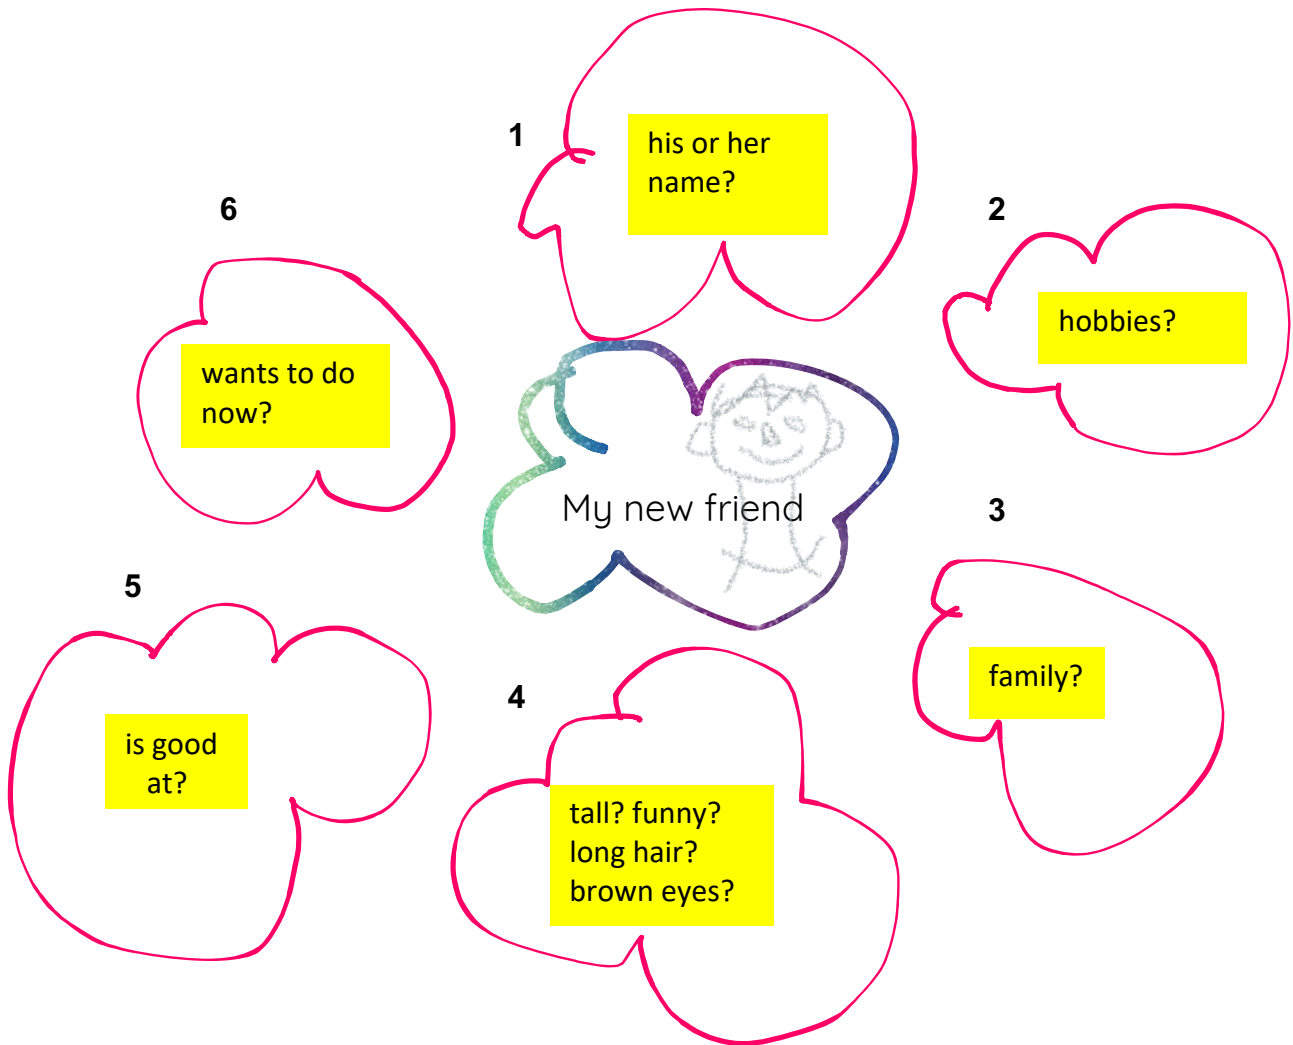 My new friend
1
his or her
name?
2
hobbies?
3
family?
4
tall? funny?
long hair?
brown eyes?
5
is good
at?
6
wants to do
now?